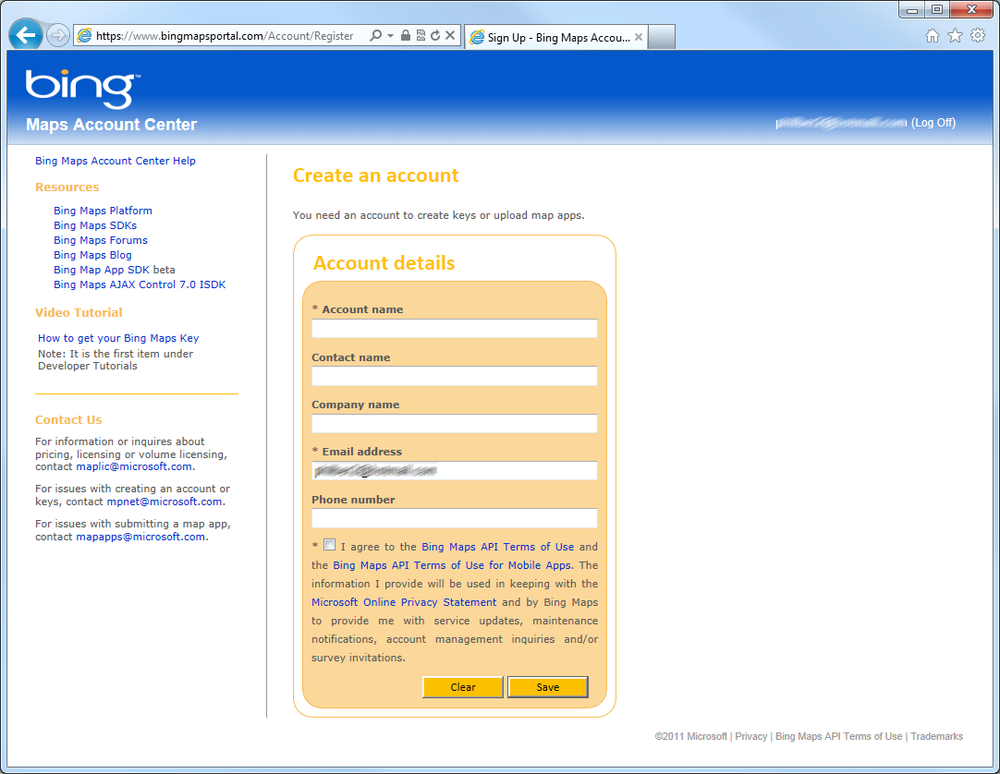 https://www.bingmapsportal.com/Account/Register
Sign Up - Bing Maps Accou...
bing™
Maps Account Center
(Log Off)
Bing Maps Account Center Help
Resources
Bing Maps Platform
Bing Maps SDKs
Bing Maps Forums
Bing Maps Blog
Bing Map App SDK beta
Bing Maps AJAX Control 7.0 ISDK
Video Tutorial
How to get your Bing Maps Key
Note: It is the first item under
Developer Tutorials
Contact Us
For information or inquires about
pricing, licensing or volume licensing,
contact maplic@microsoft.com.
For issues with creating an account or
keys, contact mpnet@microsoft.com.
For issues with submitting a map app,
contact mapapps@microsoft.com.
Create an account
You need an account to create keys or upload map apps.
Account details
* Account name
Contact name
Company name
* Email address
Phone number
* I agree to the Bing Maps API Terms of Use and
the Bing Maps API Terms of Use for Mobile Apps. The
information I provide will be used in keeping with the
Microsoft Online Privacy Statement and by Bing Maps
to provide me with service updates, maintenance
notifications, account management inquiries and/or
survey invitations.
Clear
Save
©2011 Microsoft | Privacy | Bing Maps API Terms of Use | Trademarks